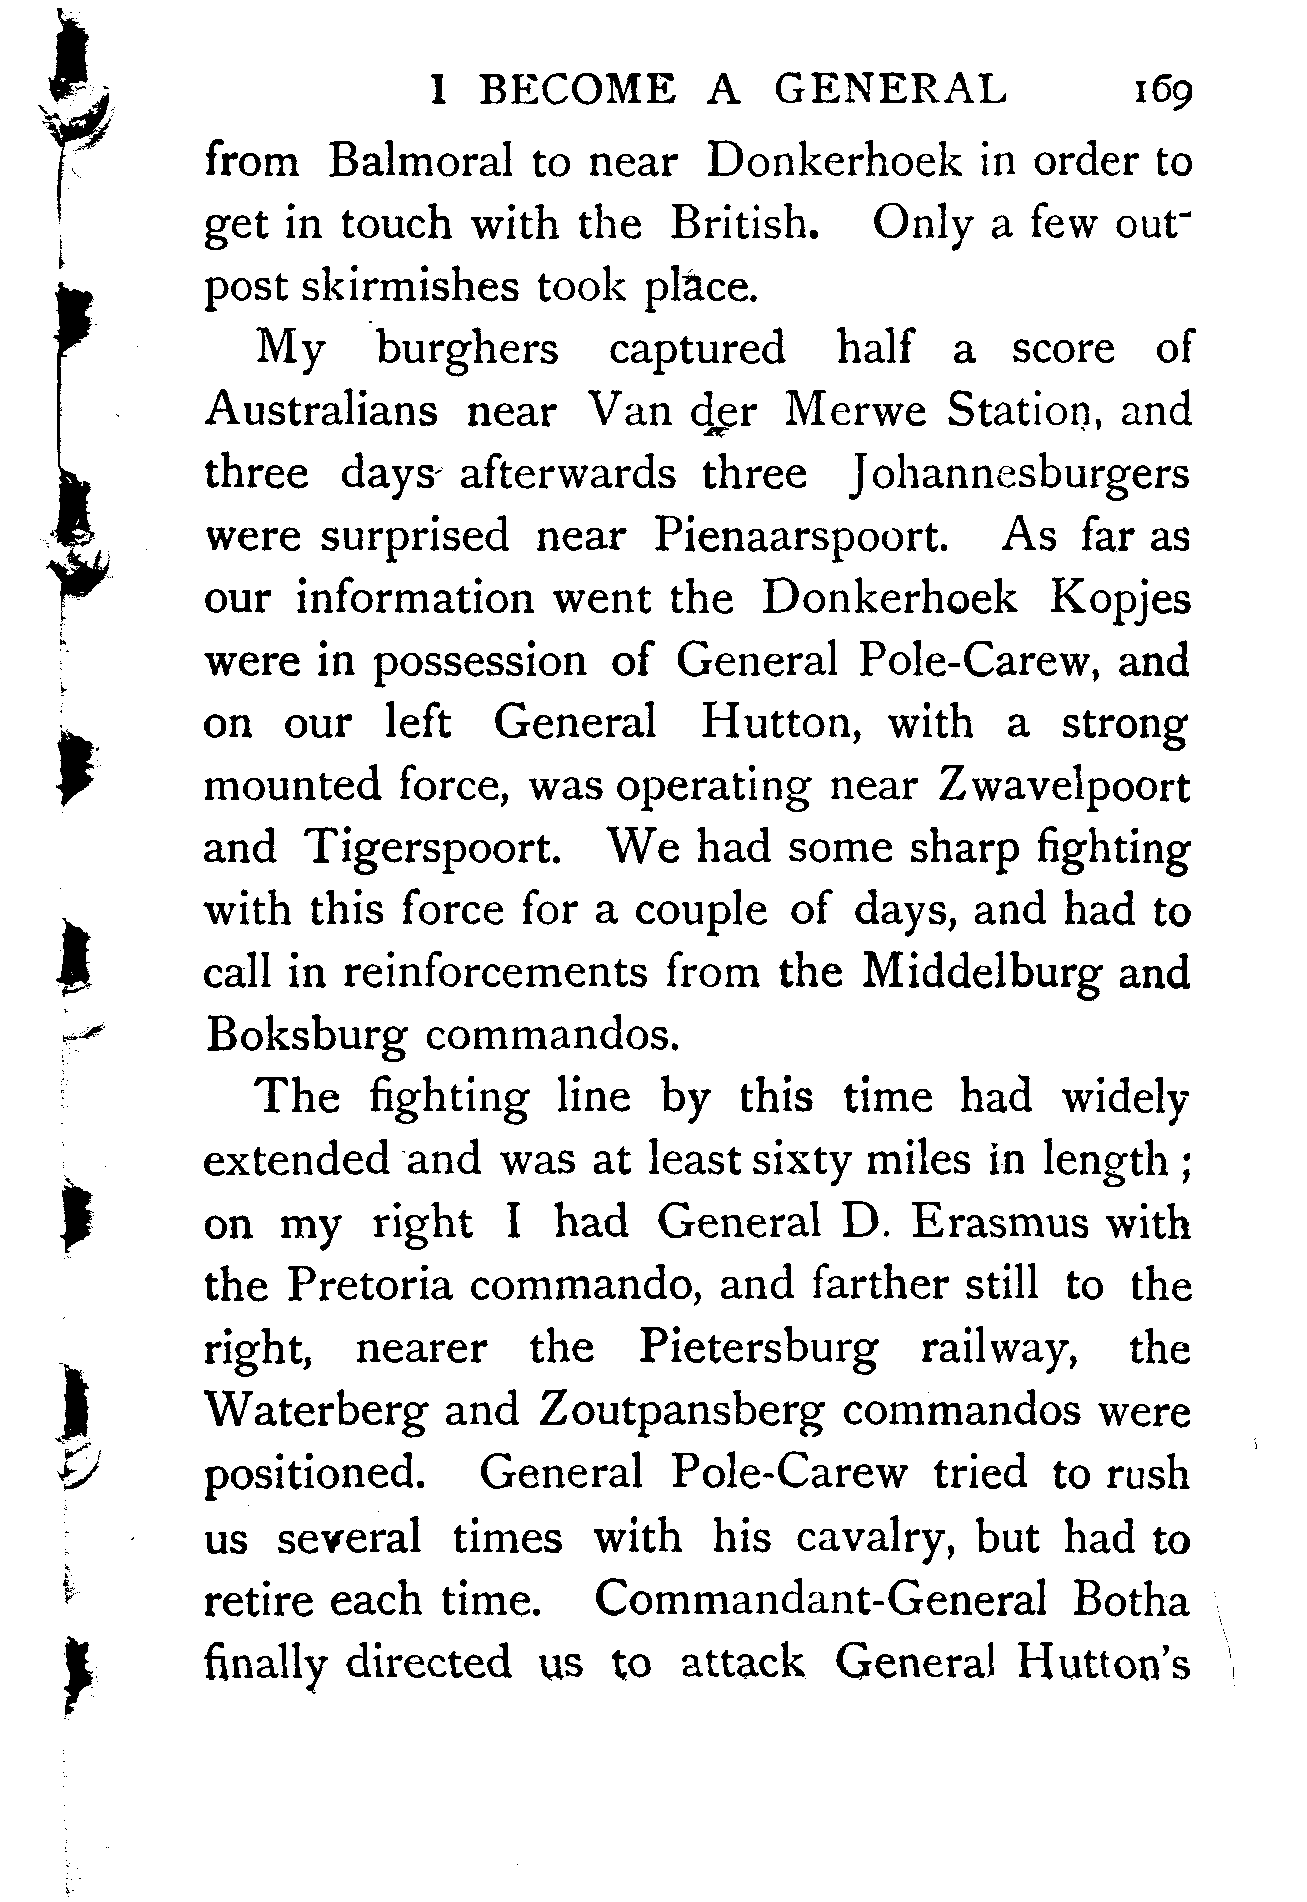 I BECOME A GENERAL 169
from Balmoral to near Donkerhoek in order to
get in touch with the British. Only a few out-
post skirmishes took place.
My burghers captured half a score of
Australians near Van der Merwe Station, and
three days afterwards three Johannesburgers
were surprised near Pienaarspoort. As far as
our information went the Donkerhoek Kopjes
were in possession of General Pole-Carew, and
on our left General Hutton, with a strong
mounted force, was operating near Zwavelpoort
and Tigerspoort. We had some sharp fighting
with this force for a couple of days, and had to
call in reinforcements from the Middelburg and
Boksburg commandos.
The fighting line by this time had widely
extended and was at least sixty miles in length ;
on my right I had General D. Erasmus with
the Pretoria commando, and farther still to the
right, nearer the Pietersburg railway, the
Waterberg and Zoutpansberg commandos were
positioned. General Pole-Carew tried to rush
us several times with his cavalry, but had to
retire each time. Commandant-General Botha
finally directed us to attack General Hutton's